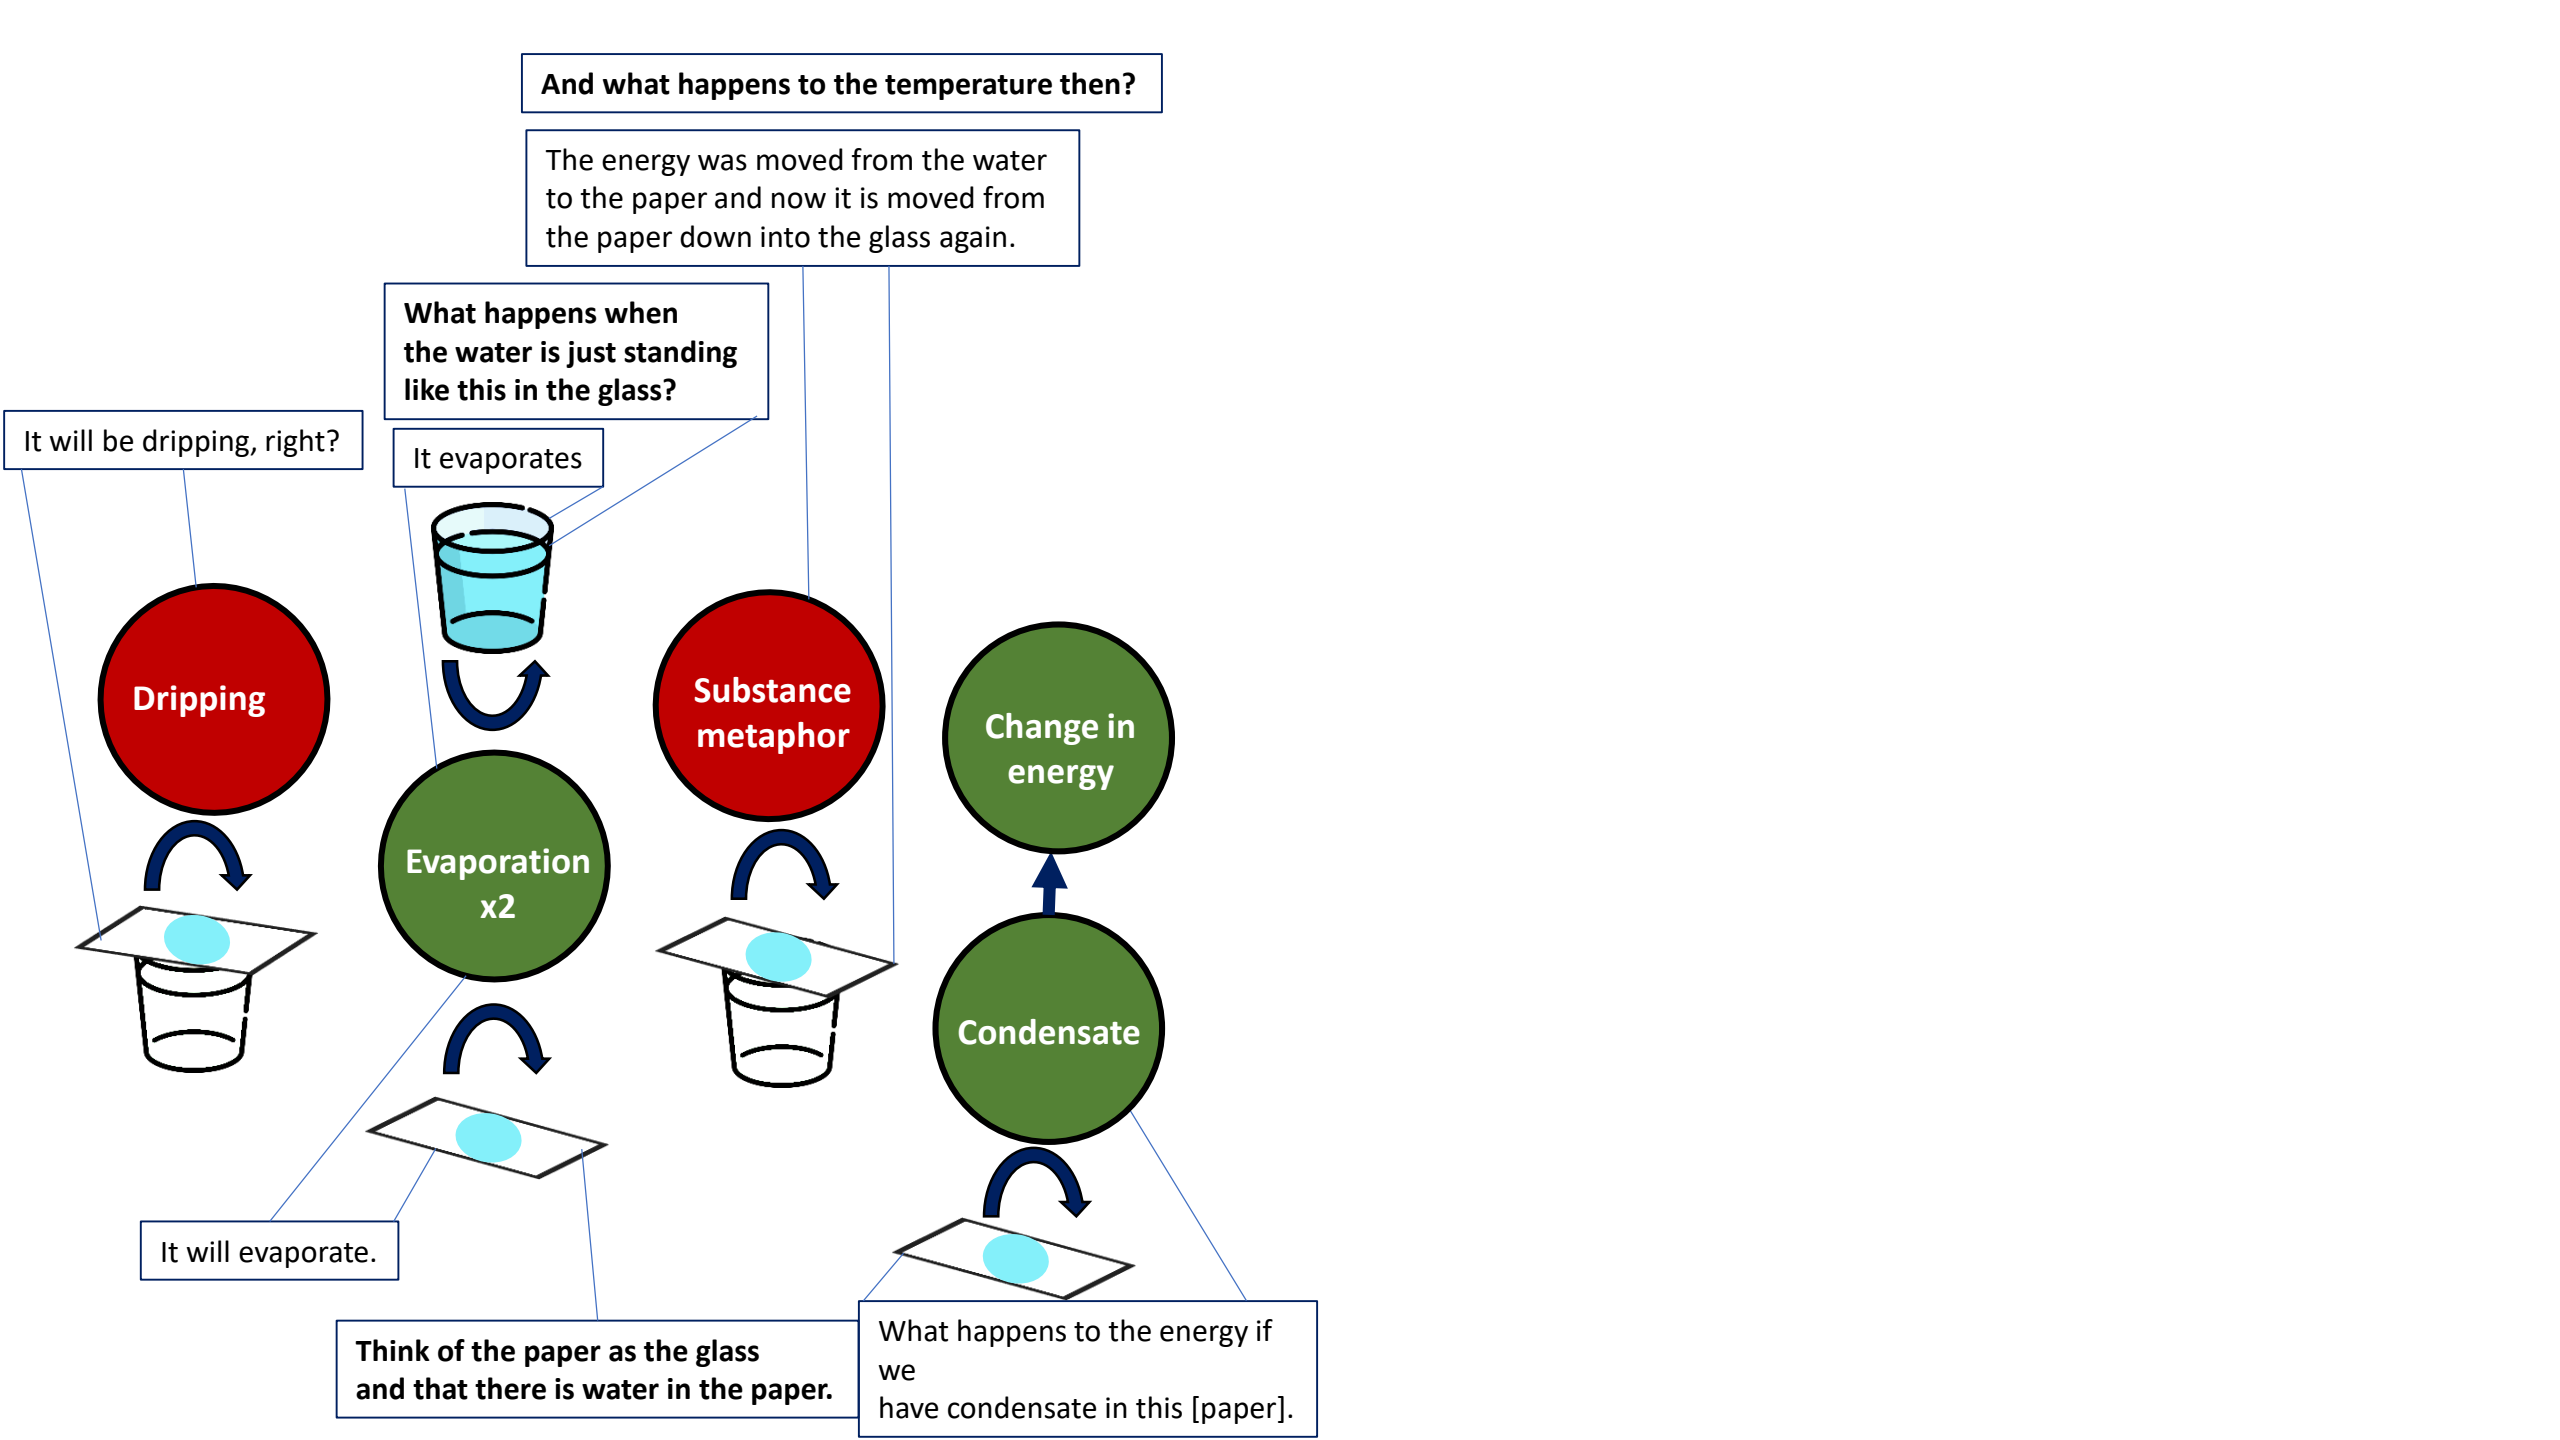 And what happens to the temperature then?
The energy was moved from the water
to the paper and now it is moved from
the paper down into the glass again.
What happens when
the water is just standing
like this in the glass?
It will be dripping, right?
It evaporates
Dripping
Evaporation
x2
Substance
metaphor
Change in
energy
Condensate
It will evaporate.
Think of the paper as the glass
and that there is water in the paper.
What happens to the energy if
we
have condensate in this [paper].